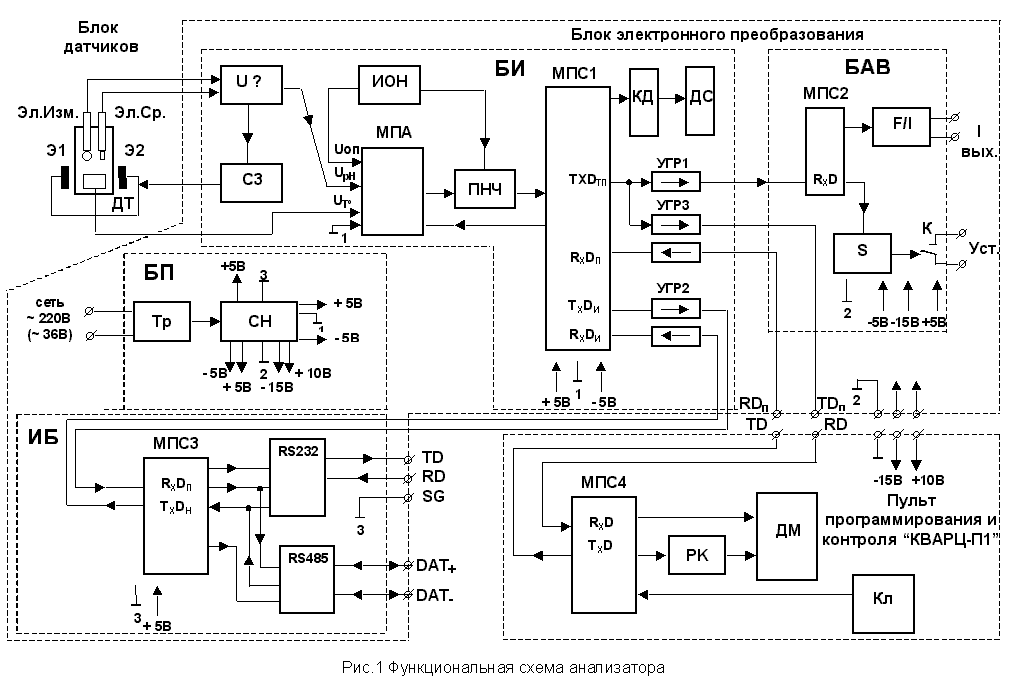 Блок
датчиков
Блок электронного преобразования
БИ
БАВ
Эл.Изм.
Эл.Ср.
Э1
Э2
ДТ
U ?
СЗ
ИОН
МПА
Uоп
Uрн
Uт°
1
ПНЧ
МПС1
TXDтп
RxDп
TxDи
RxDи
+ 5В
1
- 5В
КД
ДС
УГР1
УГР3
УГР2
МПС2
RxD
F/I
I
вых.
S
К
Уст.
2
-5В
-15В
+5В
БП
сеть
~ 220В
(~ 36В)
Тр
СН
+5В
3
+ 5В
1
- 5В
- 5В
+ 5В
2
- 15В
+ 10В
ИБ
МПС3
RxDп
TxDн
3
+ 5В
RS232
RS485
TD
RD
SG
3
DAT+
DAT-
RDп
TDп
TD
RD
2
-15В
+10В
Пульт
программирования и
контроля “КВАРЦ-П1”
МПС4
RxD
TxD
РК
ДМ
Кл
Рис.1 Функциональная схема анализатора